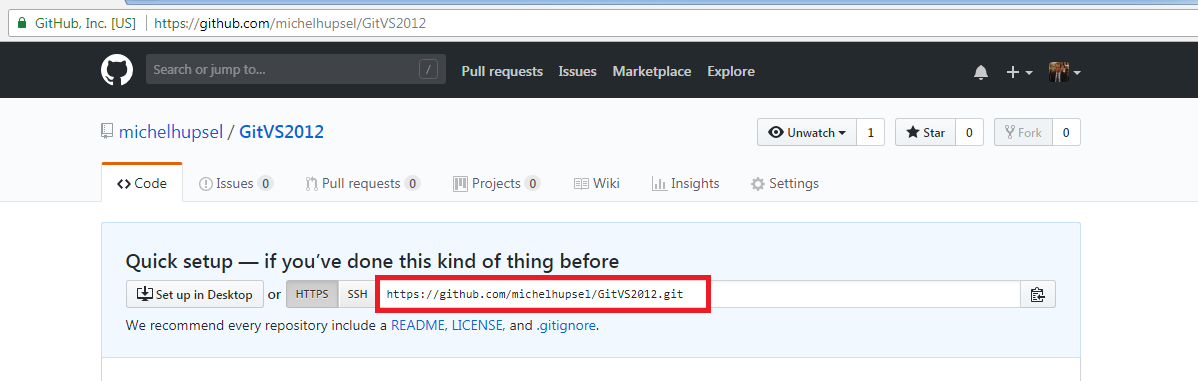 GitHub, Inc. [US] https://github.com/michelhupsel/GitVS2012
Search or jump to... / Pull requests Issues Marketplace Explore
michelhupsel / GitVS2012 Unwatch 1 Star 0 Fork 0
Code Issues 0 Pull requests 0 Projects 0 Wiki Insights Settings
Quick setup — if you’ve done this kind of thing before
Set up in Desktop or HTTPS SSH https://github.com/michelhupsel/GitVS2012.git
We recommend every repository include a README, LICENSE, and .gitignore.